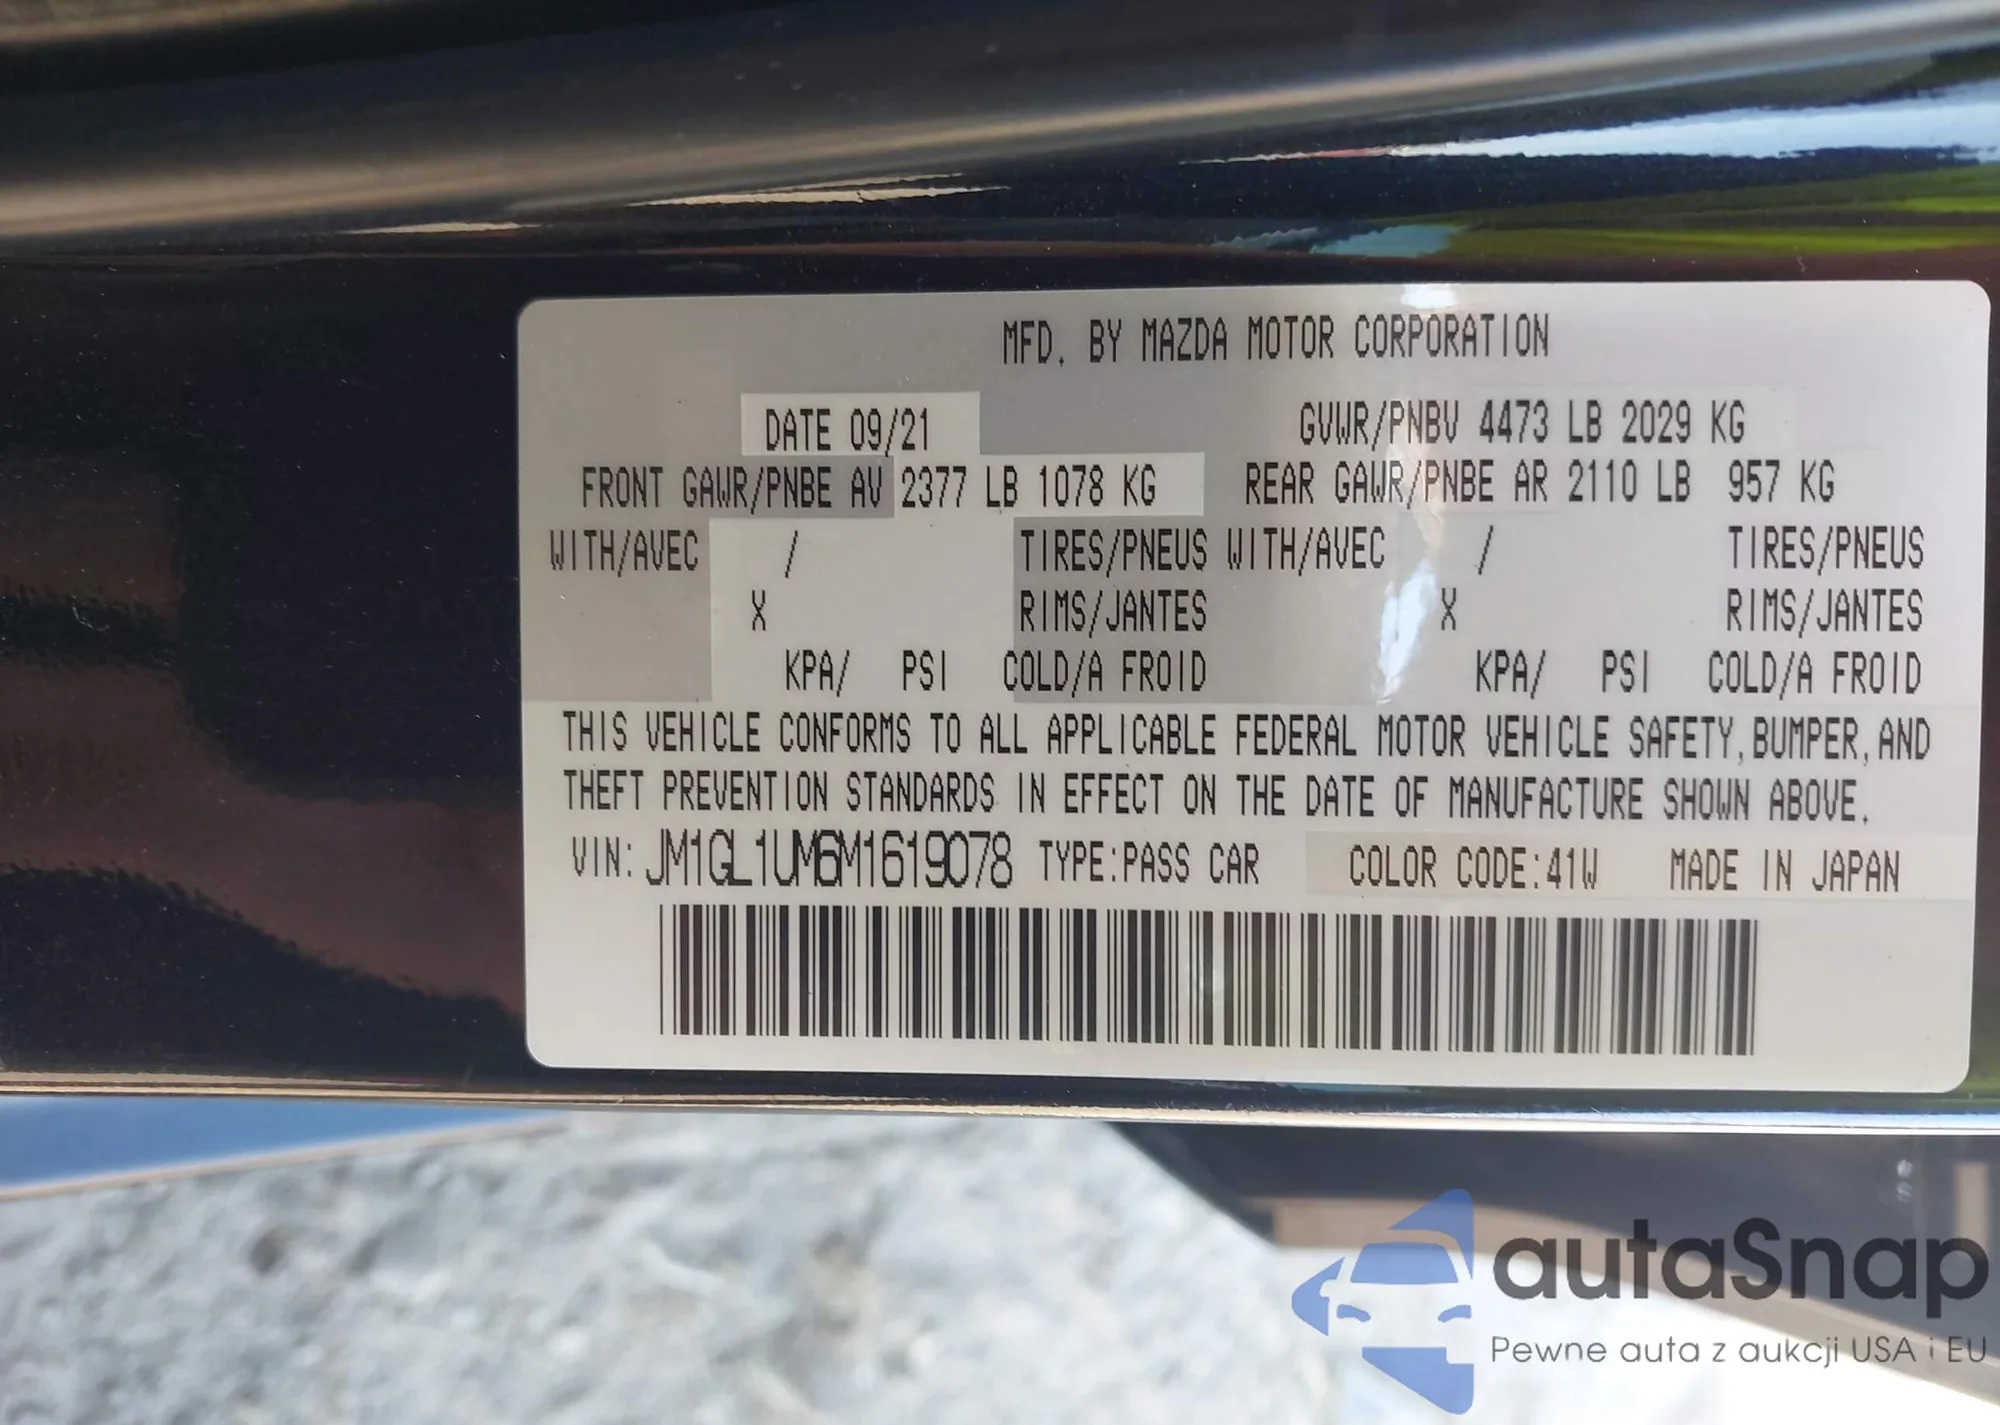 MFD. BY MAZDA MOTOR CORPORATION
DATE 09/21 GVWR/PNBV 4473 LB 2029 KG
FRONT GAWR/PNBE AV 2377 LB 1078 KG REAR GAWR/PNBE AR 2110 LB 957 KG
WITH/AVEC / TIRES/PNEUS WITH/AVEC / TIRES/PNEUS
X RIMS/JANTES X RIMS/JANTES
KPA/ PSI COLD/A FROID KPA/ PSI COLD/A FROID
THIS VEHICLE CONFORMS TO ALL APPLICABLE FEDERAL MOTOR VEHICLE SAFETY, BUMPER, AND
THEFT PREVENTION STANDARDS IN EFFECT ON THE DATE OF MANUFACTURE SHOWN ABOVE.
VIN: JM1GL1UM6M1619078 TYPE:PASS CAR COLOR CODE:41W MADE IN JAPAN
autaSnap
Pewne auta z aukcji USA i EU